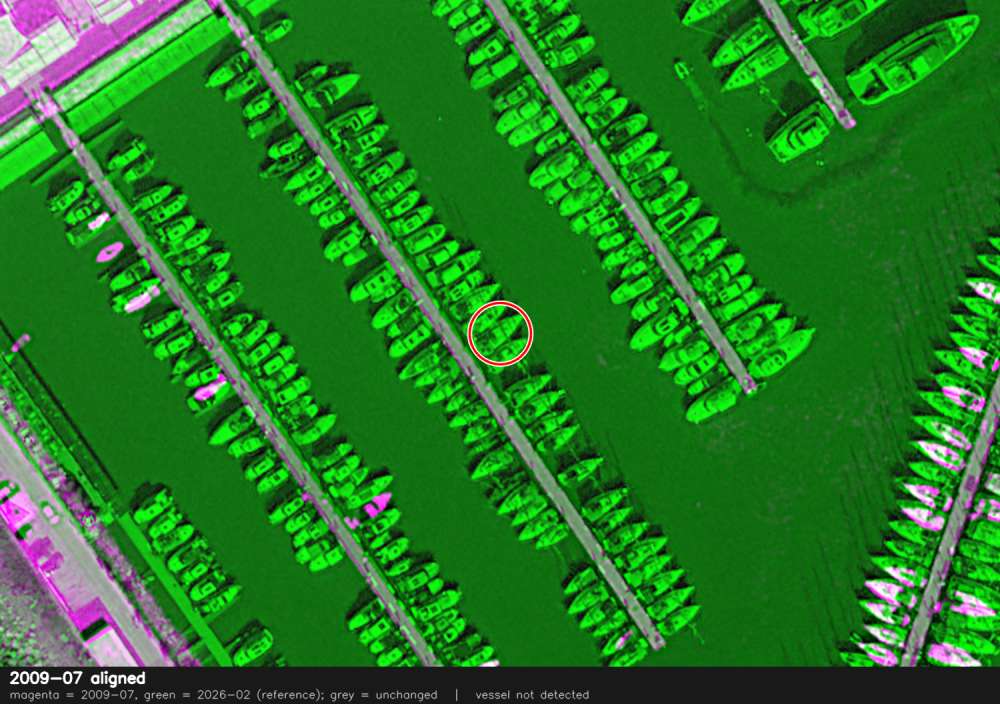 2009-07 aligned
magenta = 2009-07, green = 2026-02 (reference); grey = unchanged | vessel not detected